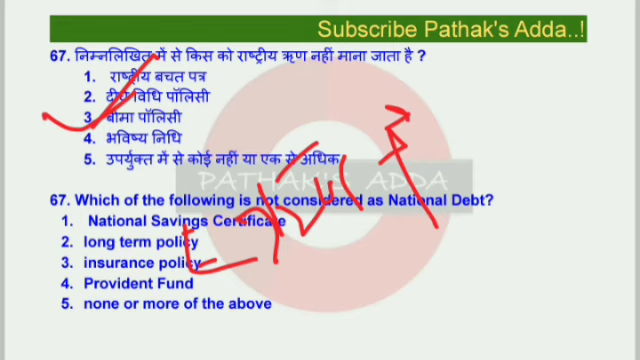 Subscribe Pathak's Adda..!
67. निम्नलिखित में से किस को राष्ट्रीय ऋण नहीं माना जाता है ?
1. राष्ट्रीय बचत पत्र
2. दीर्घ विधि पॉलिसी
3. बीमा पॉलिसी
4. भविष्य निधि
5. उपर्युक्त में से कोई नहीं या एक से अधिक
PATHAK'S ADDA
67. Which of the following is not considered as National Debt?
1. National Savings Certificate
2. long term policy
3. insurance policy
4. Provident Fund
5. none or more of the above